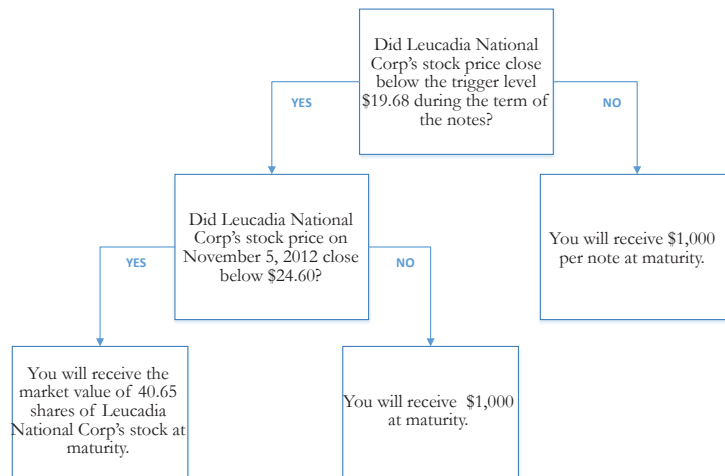 Did Leucadia National
Corp's stock price close
below the trigger level
$19.68 during the term of
the notes?
YES
NO
Did Leucadia National
Corp's stock price on
November 5, 2012 close
below $24.60?
You will receive $1,000
per note at maturity.
YES
NO
You will receive the
market value of 40.65
shares of Leucadia
National Corp's stock at
maturity.
You will receive $1,000
at maturity.